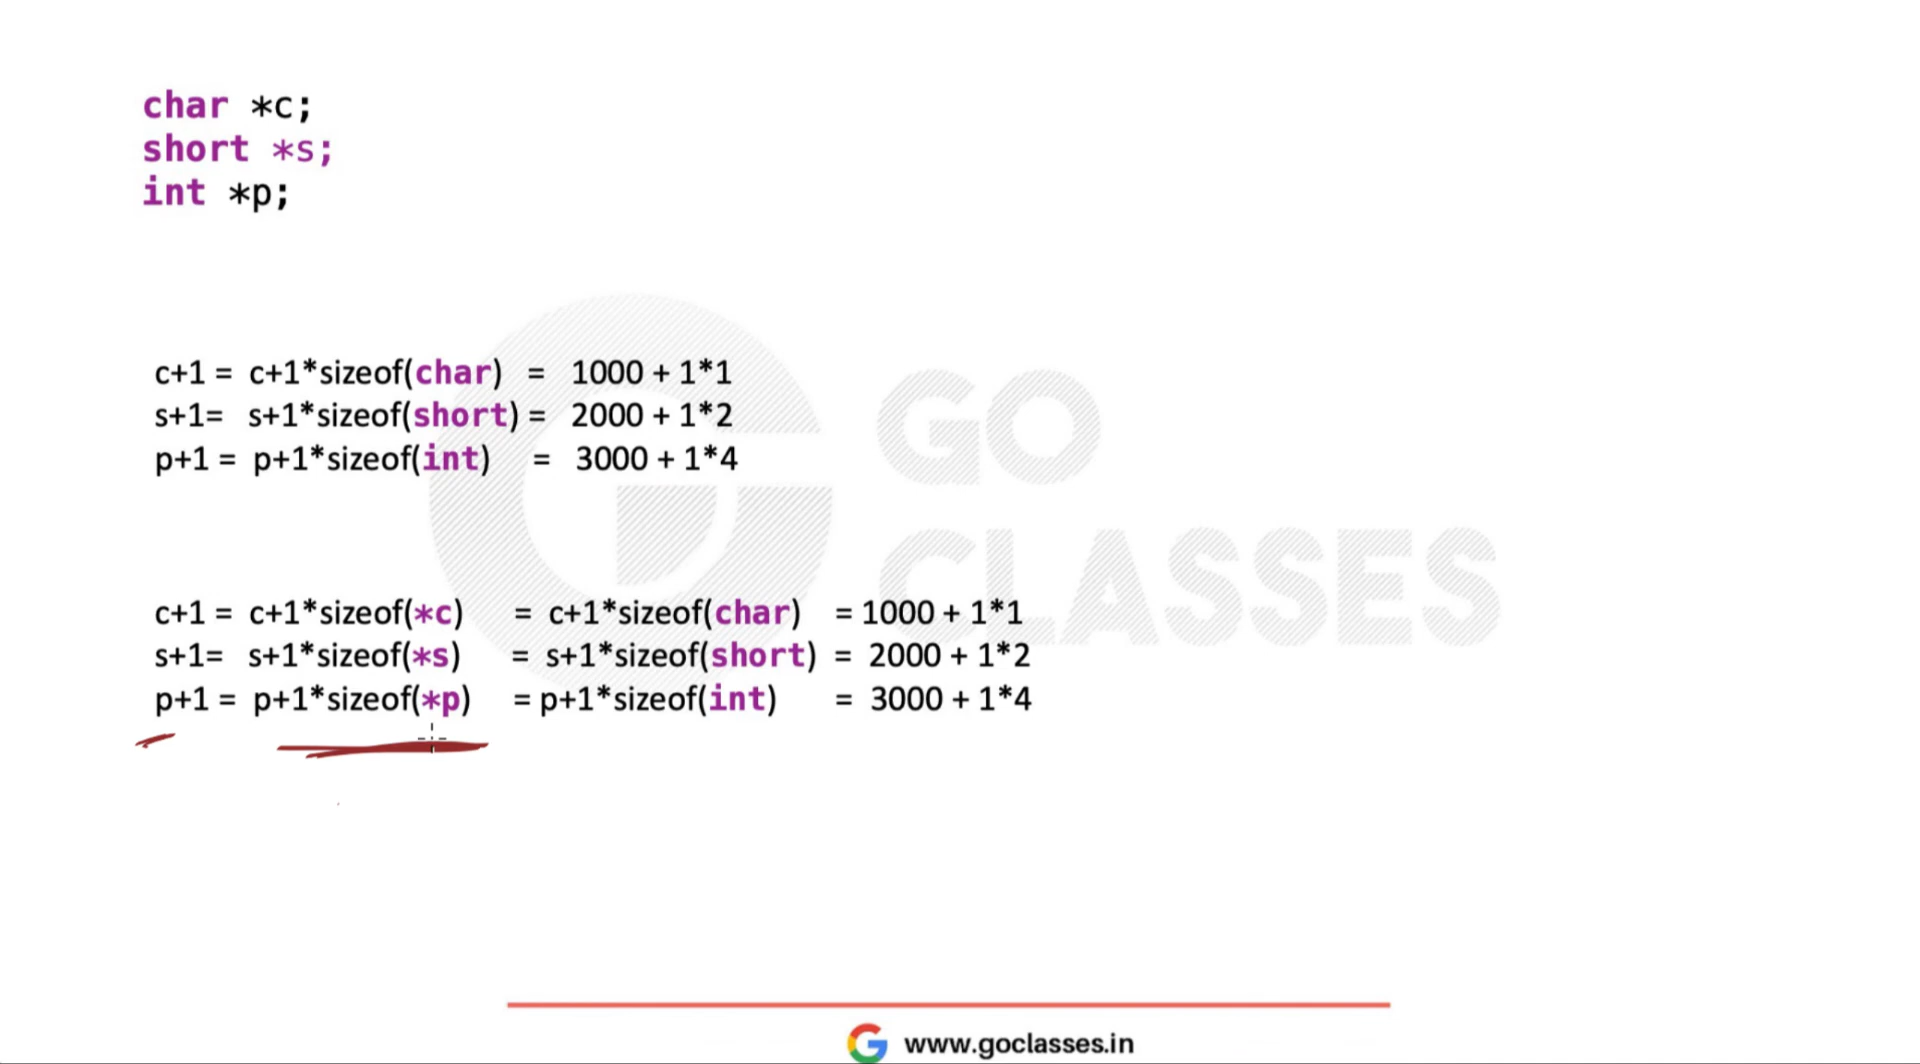 char *c;
short *s;
int *p;
c+1 = c+1*sizeof(char) = 1000 + 1*1
s+1= s+1*sizeof(short) = 2000 + 1*2
p+1 = p+1*sizeof(int) = 3000 + 1*4
GO
CLASSES
c+1 = c+1*sizeof(*c) = c+1*sizeof(char) = 1000 + 1*1
s+1= s+1*sizeof(*s) = s+1*sizeof(short) = 2000 + 1*2
p+1 = p+1*sizeof(*p) = p+1*sizeof(int) = 3000 + 1*4
www.goclasses.in